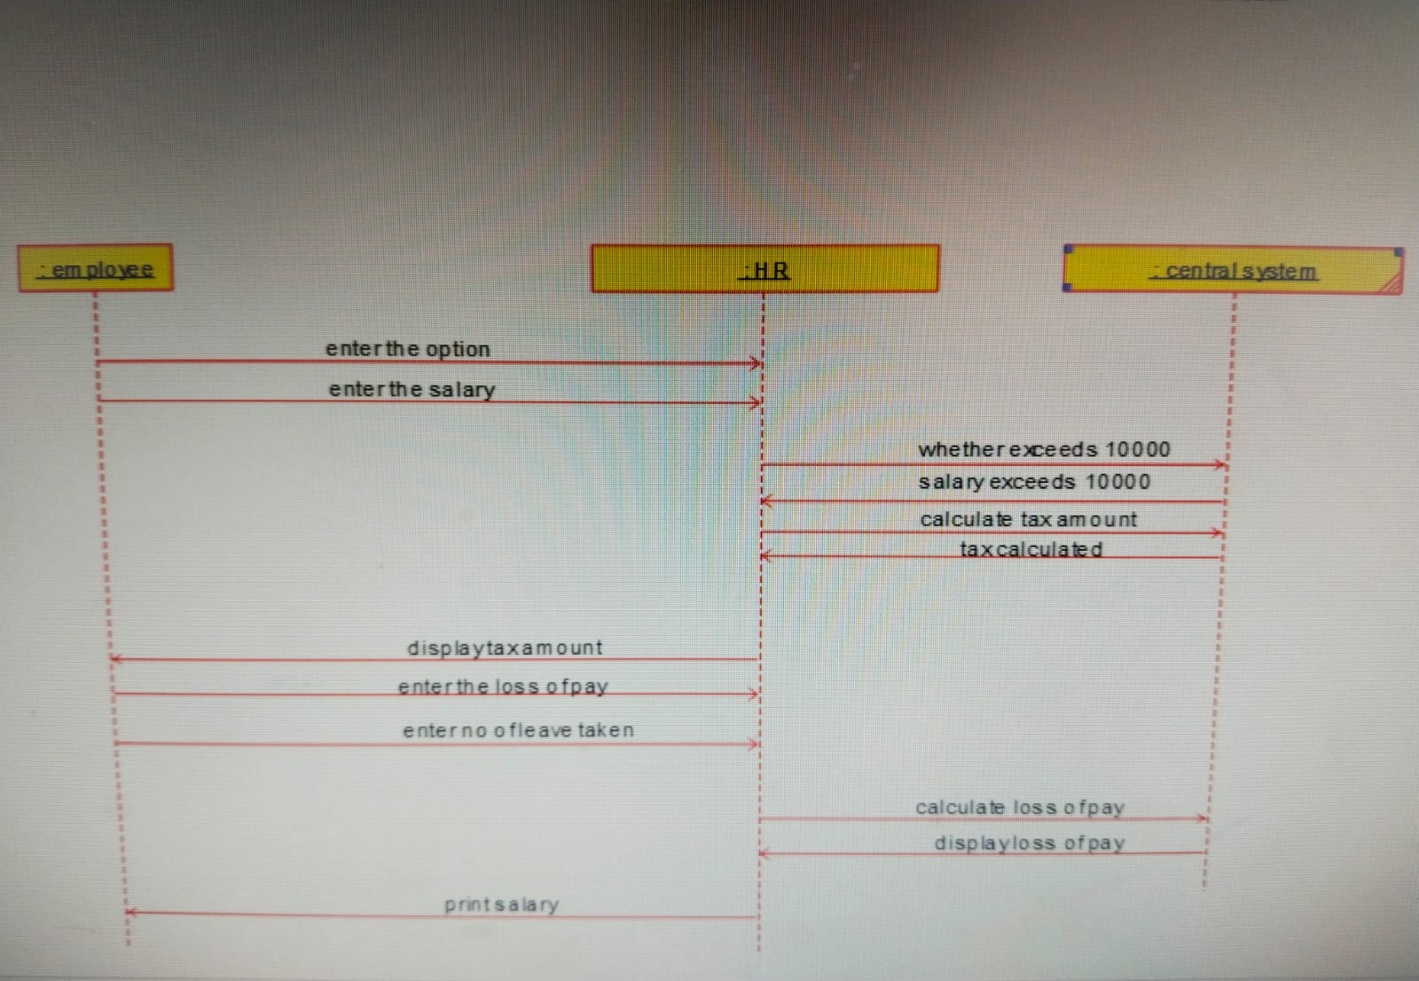 : employee
:HR
: central system
enter the option
enter the salary
whether exceeds 10000
salary exceeds 10000
calculate tax amount
tax calculated
display tax amount
enter the loss of pay
enter no of leave taken
calculate loss of pay
display loss of pay
print salary